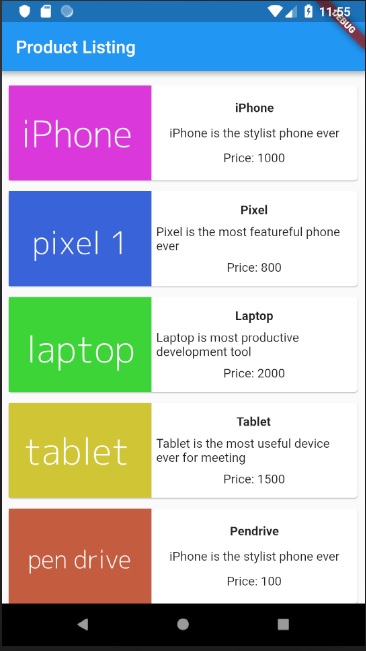 11:55
DEBUG
Product Listing
iPhone
iPhone
iPhone is the stylist phone ever
Price: 1000
pixel 1
Pixel
Pixel is the most featureful phone
ever
Price: 800
laptop
Laptop
Laptop is most productive
development tool
Price: 2000
tablet
Tablet
Tablet is the most useful device
ever for meeting
Price: 1500
pen drive
Pendrive
iPhone is the stylist phone ever
Price: 100